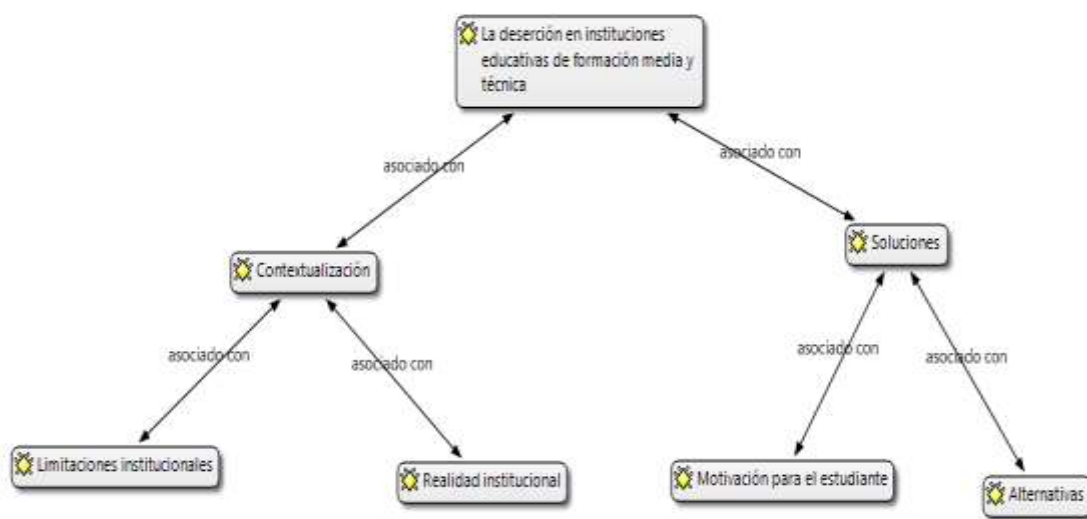 La deserción en instituciones
educativas de formación media y
técnica
asociado con
asociado con
Soluciones
Contextualización
asociado con
asociado con
asociado con
asociado con
Limitaciones institucionales
Realidad institucional
Motivación para el estudiante
Alternativas